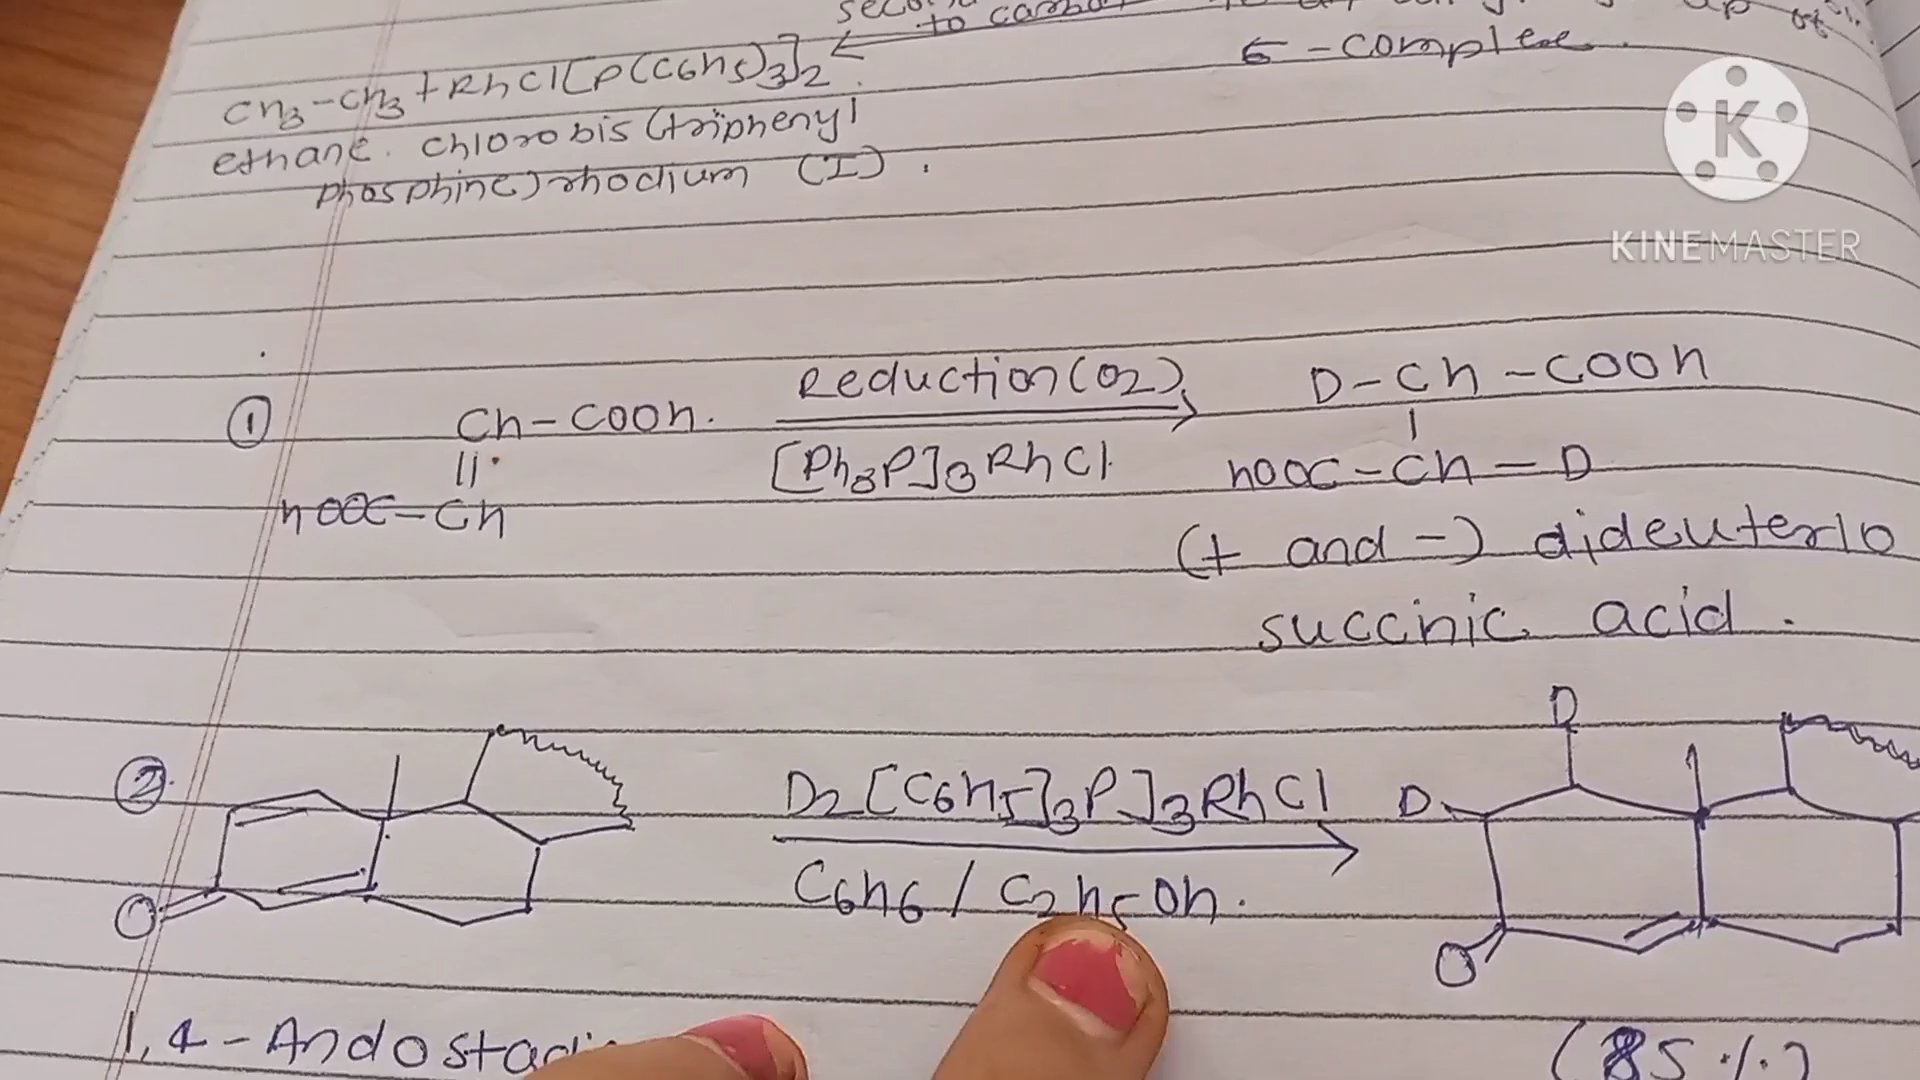 to carbo
σ-complex.
CH3-CH3 + RhCl[P(C6H5)3]2
ethane. chlorobis(triphenyl
phosphine)rhodium (I).
KINEMASTER
① CH-COOH. Reduction(O2) D-CH-COOH
|| [Ph3P]3RhCl |
HOOC-CH HOOC-CH-D
(+ and -) dideuterio
succinic acid.
② D2[C6H5]3P]3RhCl D D
O C6H6/C2H5OH. O
1,4-Andosta
(85%)